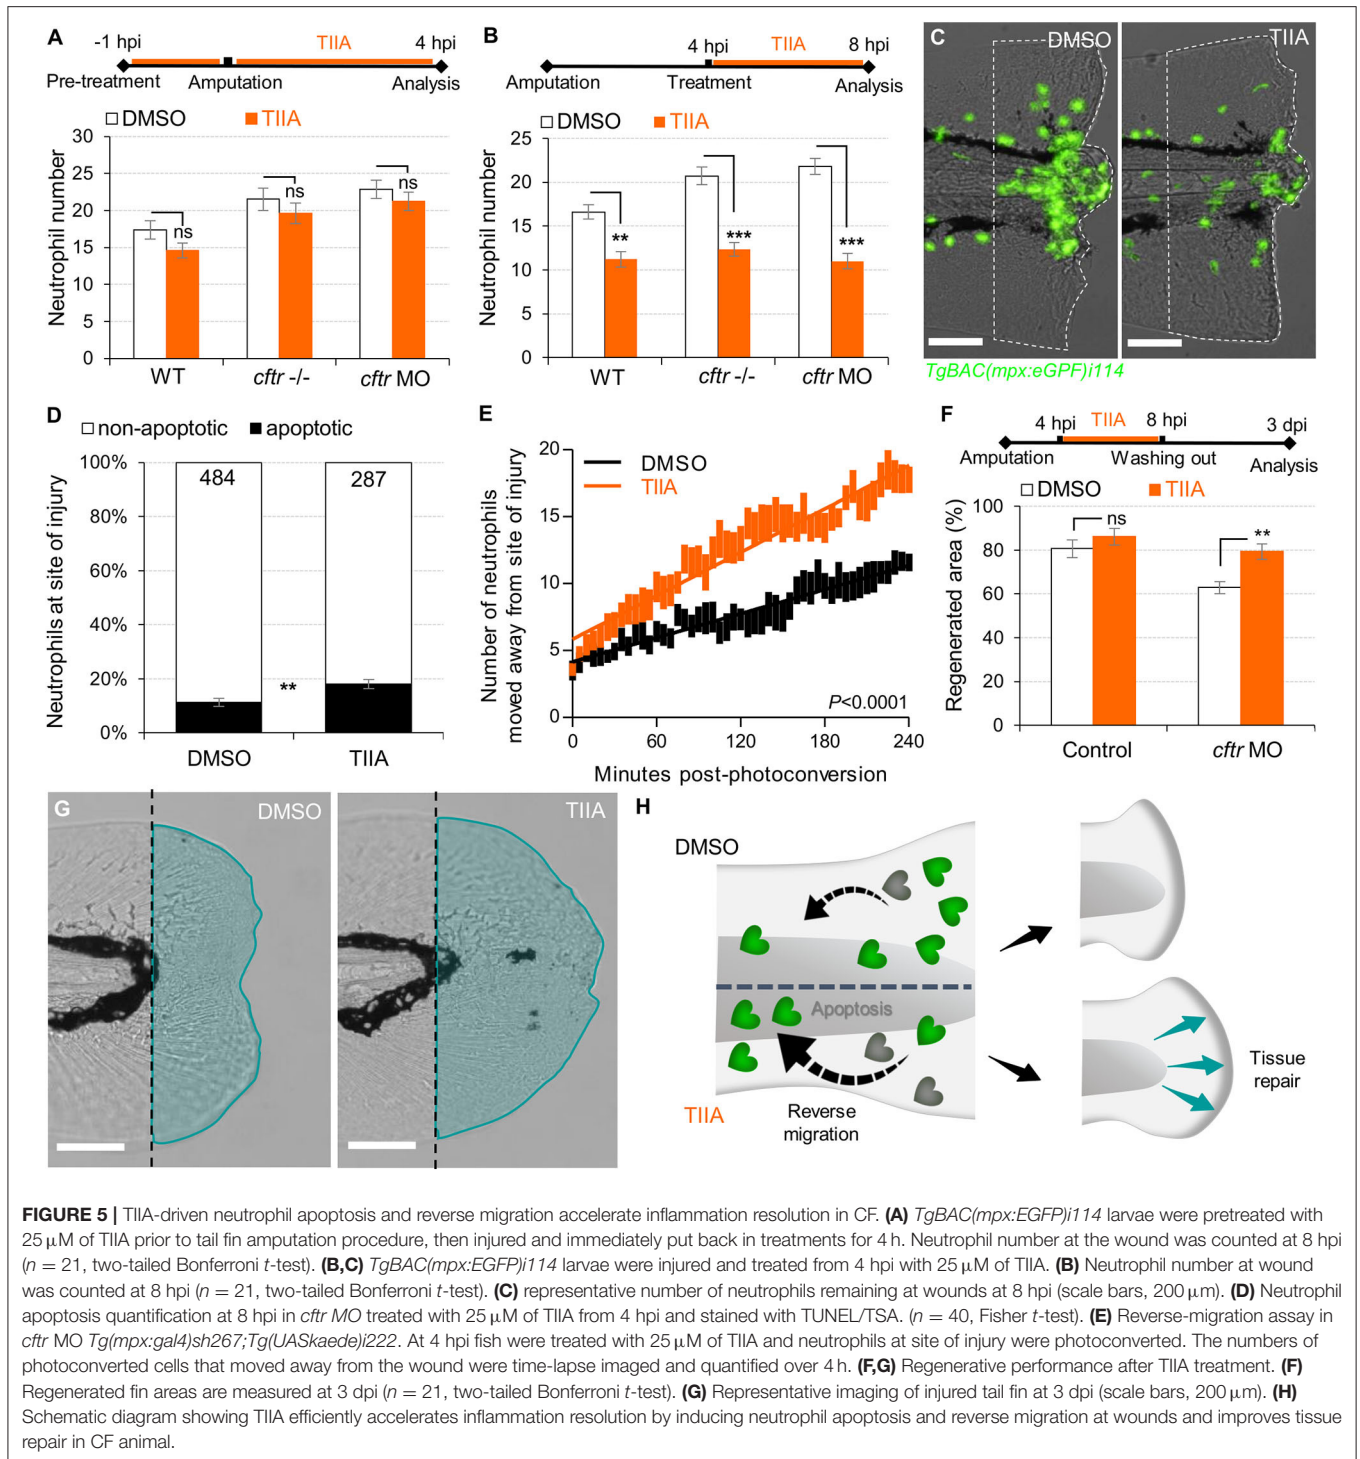 A
-1 hpi
TIIA
4 hpi
Pre-treatment
Amputation
Analysis
DMSO
TIIA
Neutrophil number
30
25
20
15
10
5
0
ns
ns
ns
WT
cftr -/-
cftr MO
B
4 hpi
TIIA
8 hpi
Amputation
Treatment
Analysis
DMSO
TIIA
Neutrophil number
25
20
15
10
5
0
**
***
***
WT
cftr -/-
cftr MO
C
DMSO
TIIA
TgBAC(mpx:eGPF)i114
D
non-apoptotic
apoptotic
Neutrophils at site of injury
100%
80%
60%
40%
20%
0%
484
287
**
DMSO
TIIA
E
Number of neutrophils
moved away from site of injury
20
15
10
5
0
DMSO
TIIA
P<0.0001
0
60
120
180
240
Minutes post-photoconversion
F
4 hpi
TIIA
8 hpi
3 dpi
Amputation
Washing out
Analysis
DMSO
TIIA
Regenerated area (%)
100
80
60
40
20
0
ns
**
Control
cftr MO
G
DMSO
TIIA
H
DMSO
Apoptosis
TIIA
Reverse
migration
Tissue
repair
FIGURE 5 | TIIA-driven neutrophil apoptosis and reverse migration accelerate inflammation resolution in CF. (A) TgBAC(mpx:EGFP)i114 larvae were pretreated with
25 μM of TIIA prior to tail fin amputation procedure, then injured and immediately put back in treatments for 4 h. Neutrophil number at the wound was counted at 8 hpi
(n = 21, two-tailed Bonferroni t-test). (B,C) TgBAC(mpx:EGFP)i114 larvae were injured and treated from 4 hpi with 25 μM of TIIA. (B) Neutrophil number at wound
was counted at 8 hpi (n = 21, two-tailed Bonferroni t-test). (C) representative number of neutrophils remaining at wounds at 8 hpi (scale bars, 200 μm). (D) Neutrophil
apoptosis quantification at 8 hpi in cftr MO treated with 25 μM of TIIA from 4 hpi and stained with TUNEL/TSA. (n = 40, Fisher t-test). (E) Reverse-migration assay in
cftr MO Tg(mpx:gal4)sh267;Tg(UASkaede)i222. At 4 hpi fish were treated with 25 μM of TIIA and neutrophils at site of injury were photoconverted. The numbers of
photoconverted cells that moved away from the wound were time-lapse imaged and quantified over 4 h. (F,G) Regenerative performance after TIIA treatment. (F)
Regenerated fin areas are measured at 3 dpi (n = 21, two-tailed Bonferroni t-test). (G) Representative imaging of injured tail fin at 3 dpi (scale bars, 200 μm). (H)
Schematic diagram showing TIIA efficiently accelerates inflammation resolution by inducing neutrophil apoptosis and reverse migration at wounds and improves tissue
repair in CF animal.